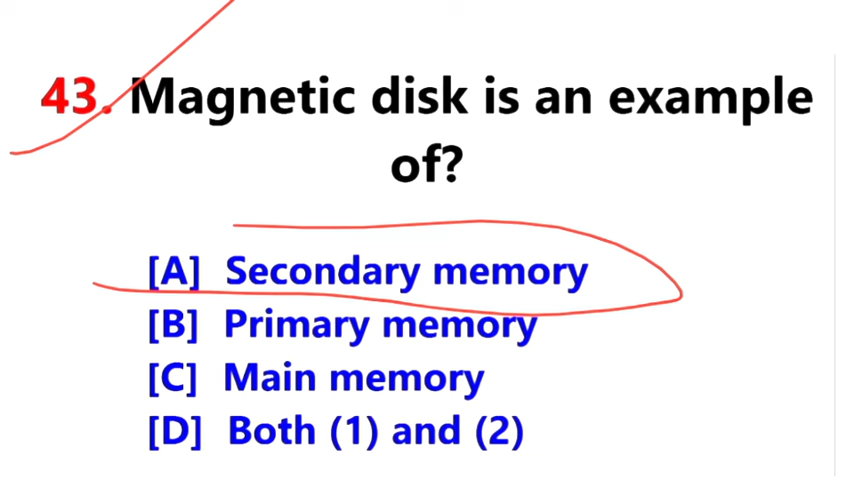 43. Magnetic disk is an example
of?
[A] Secondary memory
[B] Primary memory
[C] Main memory
[D] Both (1) and (2)